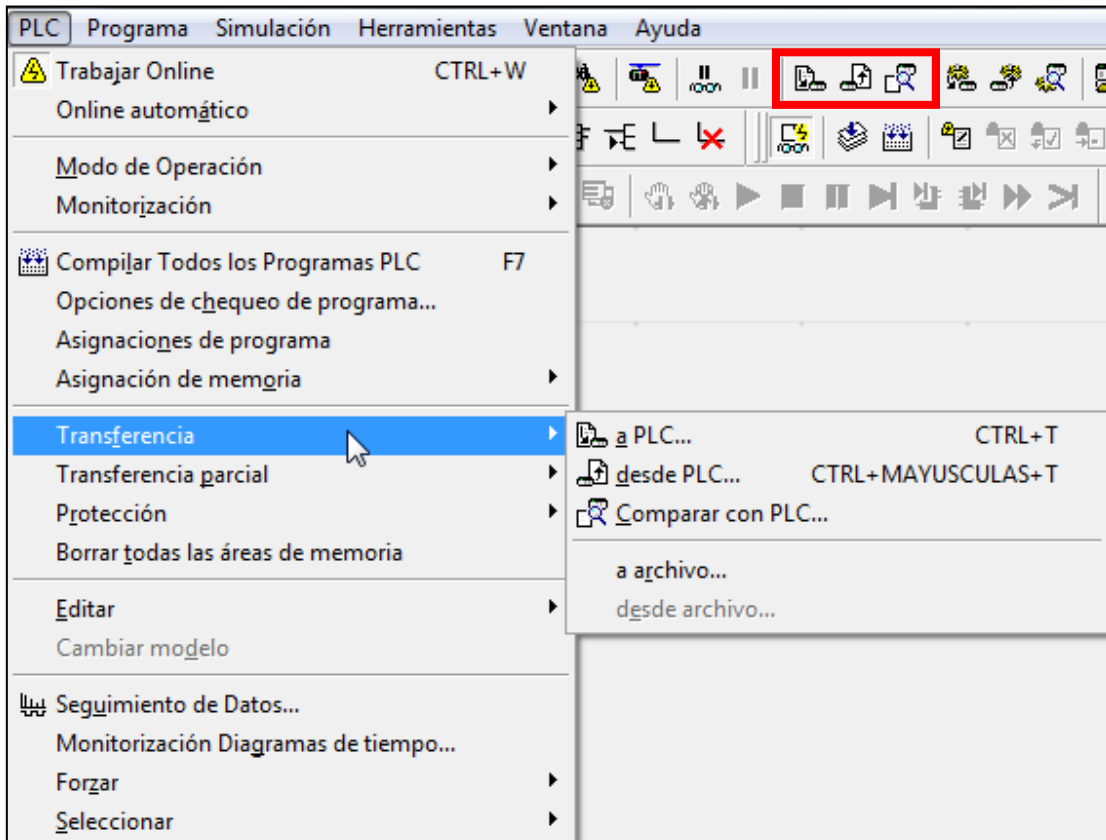 PLC Programa Simulación Herramientas Ventana Ayuda
Trabajar Online CTRL+W
Online automático
Modo de Operación
Monitorización
Compilar Todos los Programas PLC F7
Opciones de chequeo de programa...
Asignaciones de programa
Asignación de memoria
Transferencia
Transferencia parcial
Protección
Borrar todas las áreas de memoria
Editar
Cambiar modelo
Seguimiento de Datos...
Monitorización Diagramas de tiempo...
Forzar
Seleccionar
a PLC... CTRL+T
desde PLC... CTRL+MAYUSCULAS+T
Comparar con PLC...
a archivo...
desde archivo...